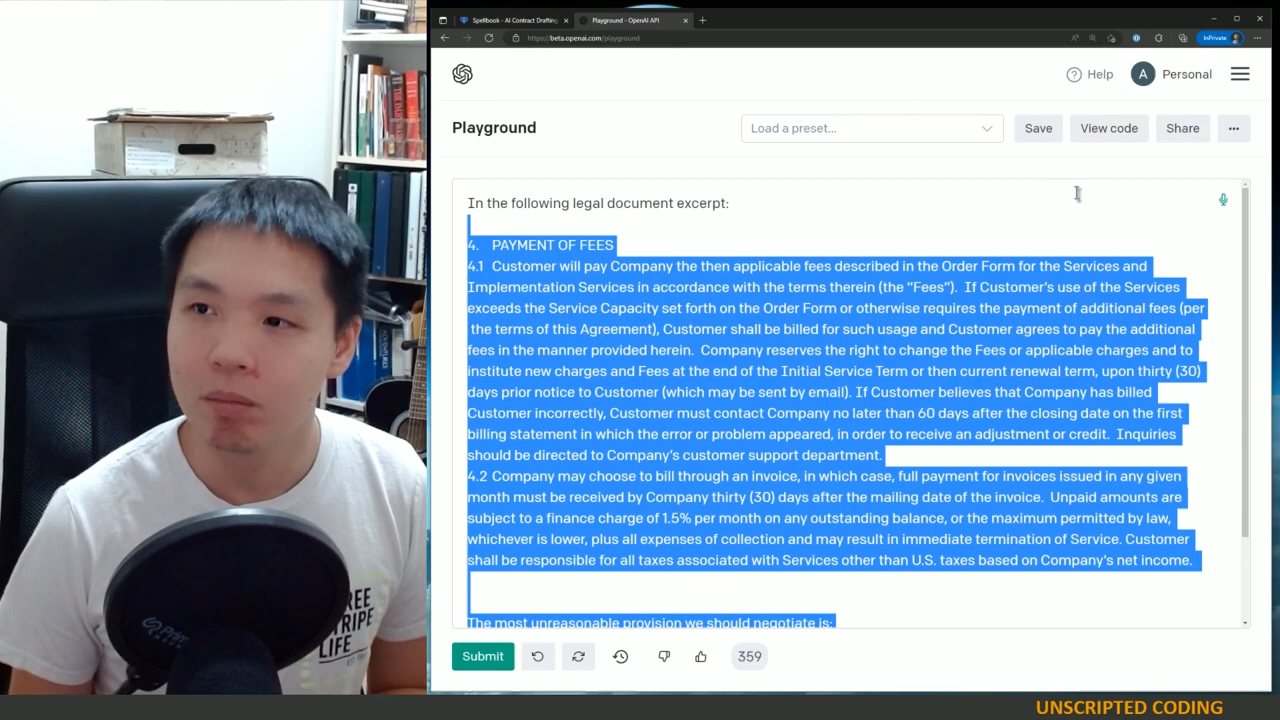 Spellbook - AI Contract Drafting
Playground - OpenAI API
https://beta.openai.com/playground
InPrivate
Help
A
Personal
Playground
Load a preset...
Save
View code
Share
In the following legal document excerpt:
4. PAYMENT OF FEES
4.1 Customer will pay Company the then applicable fees described in the Order Form for the Services and
Implementation Services in accordance with the terms therein (the “Fees”). If Customer’s use of the Services
exceeds the Service Capacity set forth on the Order Form or otherwise requires the payment of additional fees (per
the terms of this Agreement), Customer shall be billed for such usage and Customer agrees to pay the additional
fees in the manner provided herein. Company reserves the right to change the Fees or applicable charges and to
institute new charges and Fees at the end of the Initial Service Term or then current renewal term, upon thirty (30)
days prior notice to Customer (which may be sent by email). If Customer believes that Company has billed
Customer incorrectly, Customer must contact Company no later than 60 days after the closing date on the first
billing statement in which the error or problem appeared, in order to receive an adjustment or credit. Inquiries
should be directed to Company’s customer support department.
4.2 Company may choose to bill through an invoice, in which case, full payment for invoices issued in any given
month must be received by Company thirty (30) days after the mailing date of the invoice. Unpaid amounts are
subject to a finance charge of 1.5% per month on any outstanding balance, or the maximum permitted by law,
whichever is lower, plus all expenses of collection and may result in immediate termination of Service. Customer
shall be responsible for all taxes associated with Services other than U.S. taxes based on Company’s net income.
The most unreasonable provision we should negotiate is:
Submit
359
STRIPE
LIFE
UNSCRIPTED CODING